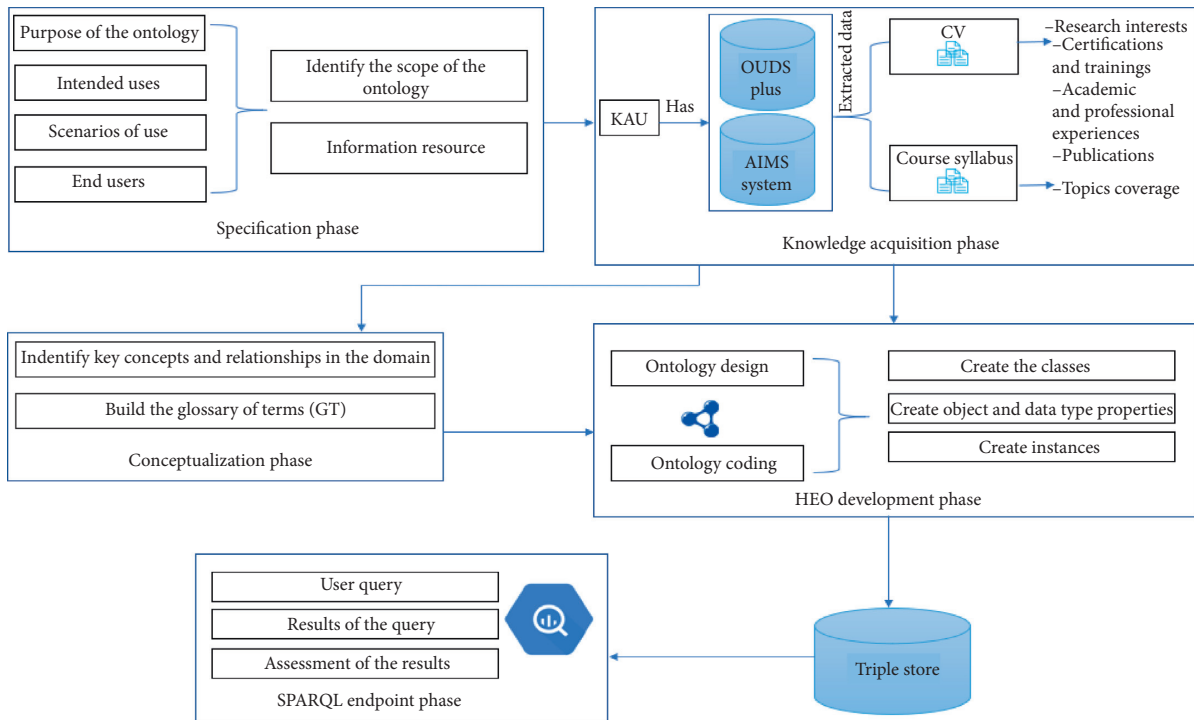 Purpose of the ontology
Intended uses
Scenarios of use
End users
Identify the scope of the
ontology
Information resource
Specification phase
KAU
Has
OUDS
plus
AIMS
system
Extracted data
CV
Course syllabus
–Research interests
–Certifications
and trainings
–Academic
and professional
experiences
–Publications
–Topics coverage
Knowledge acquisition phase
Indentify key concepts and relationships in the domain
Build the glossary of terms (GT)
Conceptualization phase
Ontology design
Ontology coding
Create the classes
Create object and data type properties
Create instances
HEO development phase
User query
Results of the query
Assessment of the results
SPARQL endpoint phase
Triple store